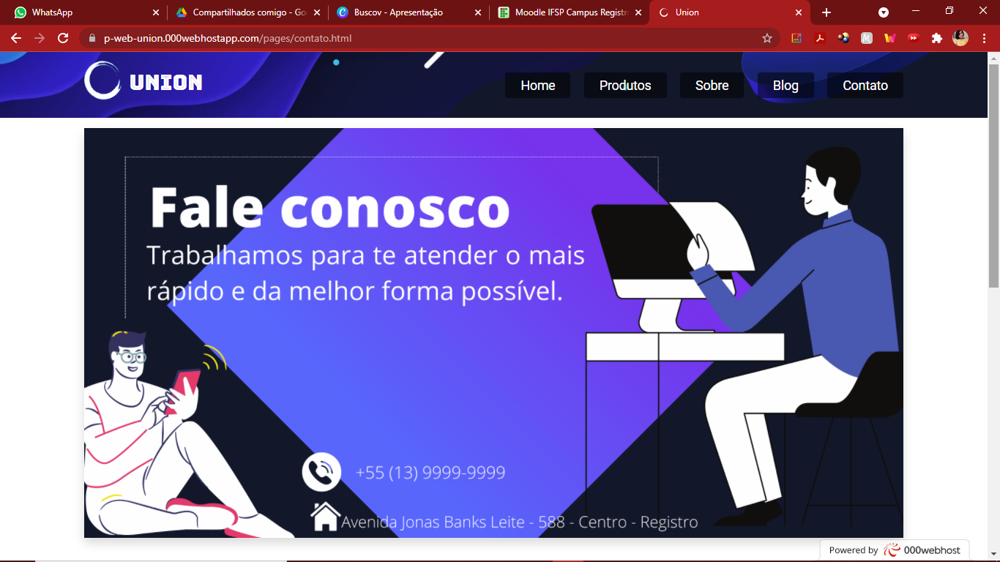 WhatsApp
Compartilhados comigo - Go
Buscov - Apresentação
Moodle IFSP Campus Registr
Union
p-web-union.000webhostapp.com/pages/contato.html
UNION
Home
Produtos
Sobre
Blog
Contato
Fale conosco
Trabalhamos para te atender o mais
rápido e da melhor forma possível.
+55 (13) 9999-9999
Avenida Jonas Banks Leite - 588 - Centro - Registro
Powered by 000webhost